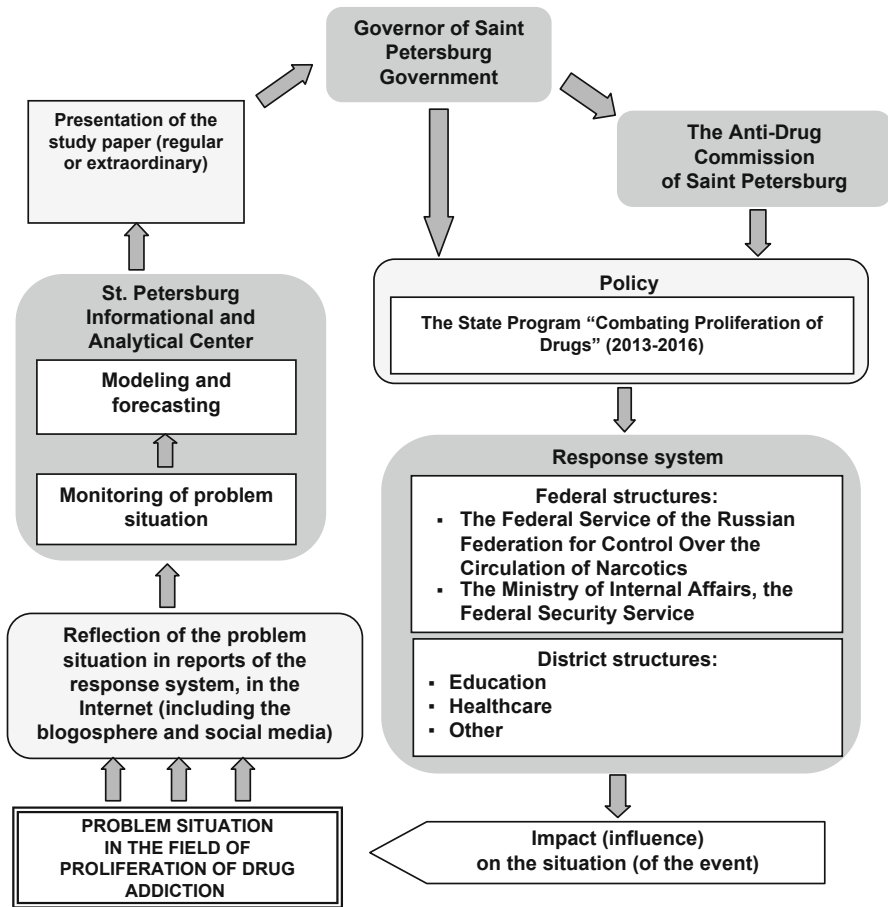 Governor of Saint
Petersburg
Government
Presentation of the
study paper (regular
or extraordinary)
The Anti-Drug
Commission
of Saint Petersburg
St. Petersburg
Informational and
Analytical Center
Modeling and
forecasting
Monitoring of problem
situation
Policy
The State Program “Combating Proliferation of
Drugs” (2013-2016)
Response system
Federal structures:
▪ The Federal Service of the Russian
Federation for Control Over the
Circulation of Narcotics
▪ The Ministry of Internal Affairs, the
Federal Security Service
District structures:
▪ Education
▪ Healthcare
▪ Other
Reflection of the problem
situation in reports of the
response system, in the
Internet (including the
blogosphere and social media)
PROBLEM SITUATION
IN THE FIELD OF
PROLIFERATION OF DRUG
ADDICTION
Impact (influence)
on the situation (of the event)